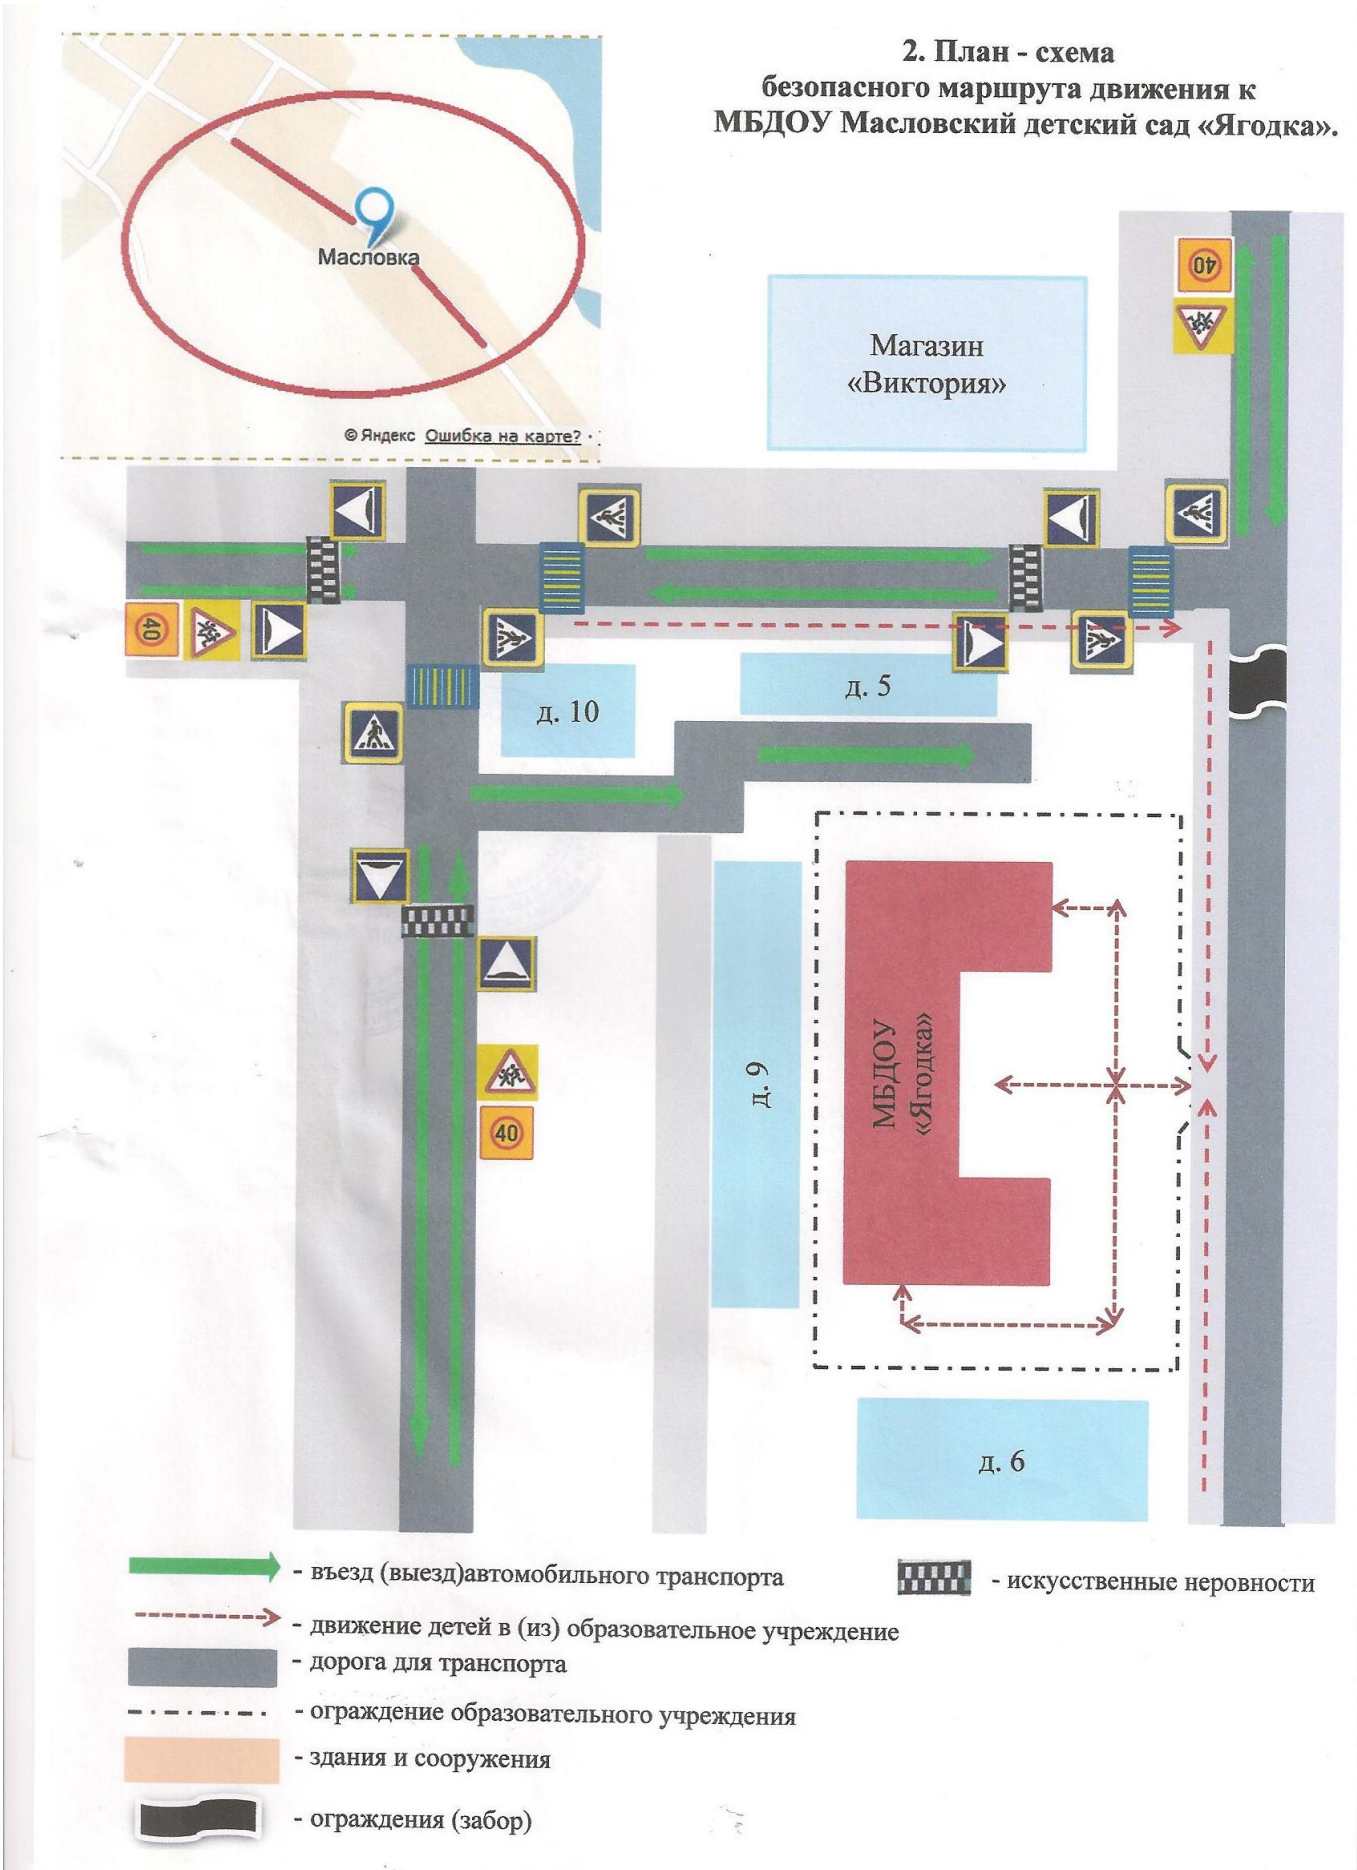 2. План - схема
безопасного маршрута движения к
МБДОУ Масловский детский сад «Ягодка».
Масловка
© Яндекс Ошибка на карте?
40
Магазин
«Виктория»
40
д. 10
д. 5
д. 9
МБДОУ
«Ягодка»
40
д. 6
- въезд (выезд)автомобильного транспорта
- искусственные неровности
- движение детей в (из) образовательное учреждение
- дорога для транспорта
- ограждение образовательного учреждения
- здания и сооружения
- ограждения (забор)